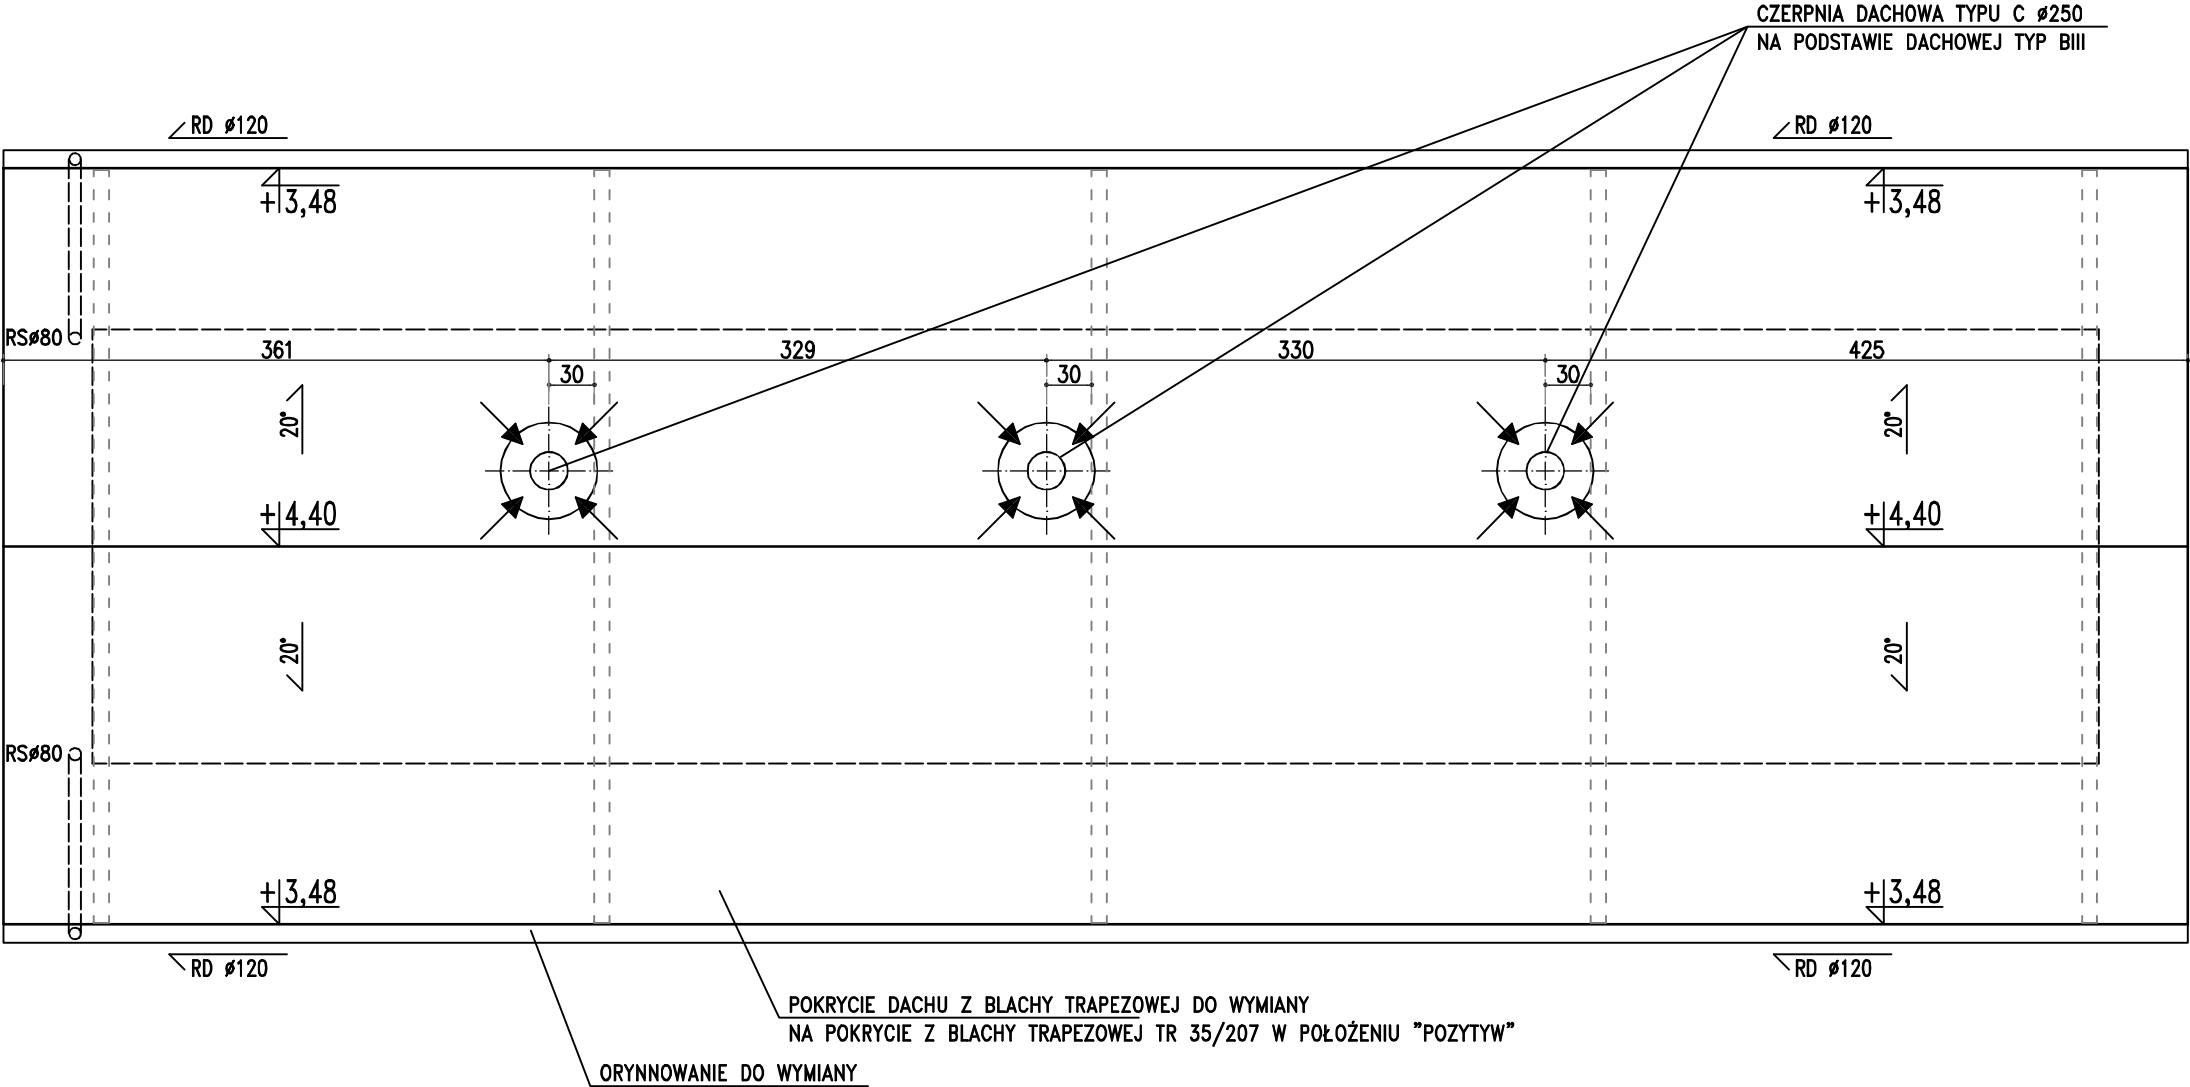 CZERPNIA DACHOWA TYPU C ø250
NA PODSTAWIE DACHOWEJ TYP BIII
RD ø120
RD ø120
+3,48
+3,48
RSø80
361
329
330
425
30
30
30
20°
20°
+4,40
+4,40
20°
20°
RSø80
+3,48
+3,48
RD ø120
RD ø120
POKRYCIE DACHU Z BLACHY TRAPEZOWEJ DO WYMIANY
NA POKRYCIE Z BLACHY TRAPEZOWEJ TR 35/207 W POŁOŻENIU ”POZYTYW”
ORYNNOWANIE DO WYMIANY